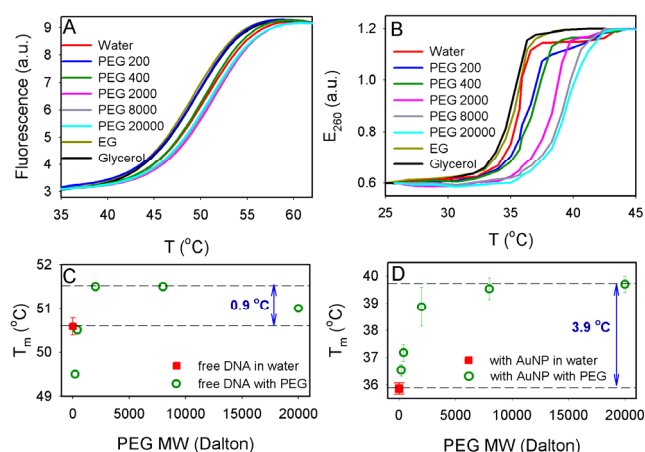 A
Fluorescence (a.u.)
9
8
7
6
5
4
3
Water
PEG 200
PEG 400
PEG 2000
PEG 8000
PEG 20000
EG
Glycerol
35 40 45 50 55 60
T (°C)
B
E260 (a.u.)
1.2
1.0
0.8
0.6
Water
PEG 200
PEG 400
PEG 2000
PEG 8000
PEG 20000
EG
Glycerol
25 30 35 40 45
T (°C)
C
Tm (°C)
52
51
50
49
0.9 °C
free DNA in water
free DNA with PEG
0 5000 10000 15000 20000
PEG MW (Dalton)
D
Tm (°C)
40
39
38
37
36
3.9 °C
with AuNP in water
with AuNP with PEG
0 5000 10000 15000 20000
PEG MW (Dalton)